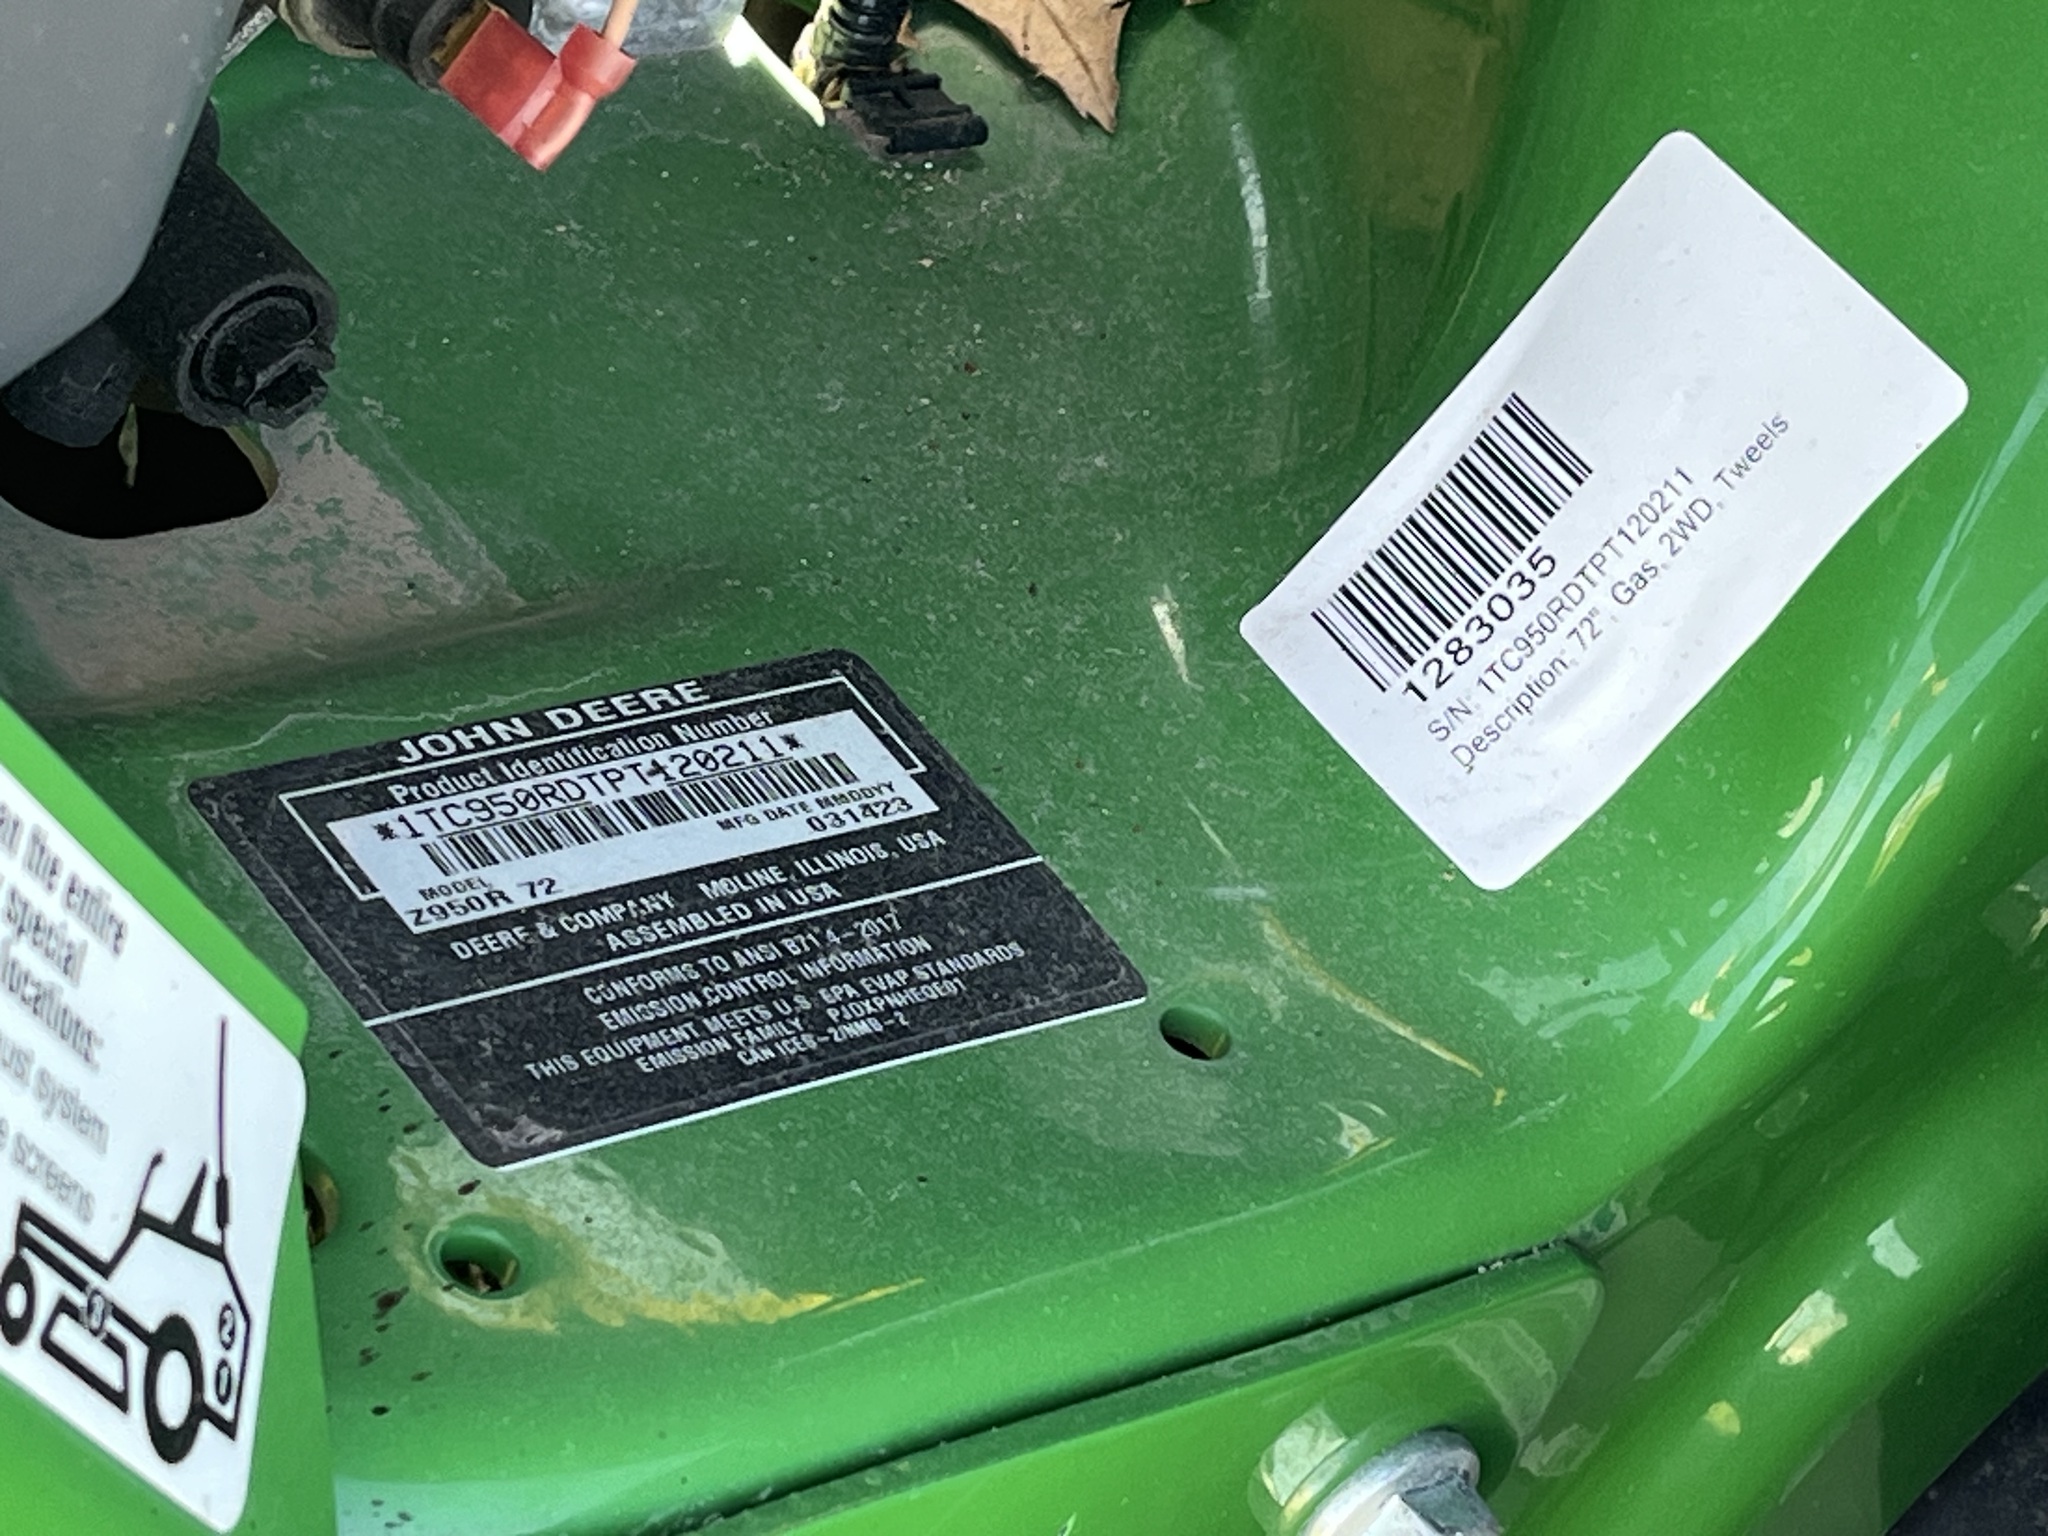 JOHN DEERE
Product Identification Number
*1TC950RDTPT120211*
MFG DATE MMDDYY
031423
MODEL
Z950R 72
DEERE & COMPANY MOLINE, ILLINOIS, USA
ASSEMBLED IN USA
CONFORMS TO ANSI B71.4-2017
EMISSION CONTROL INFORMATION
THIS EQUIPMENT MEETS U.S. EPA EVAP STANDARDS
EMISSION FAMILY
CAN ICES-2/NMB-2
1283035
S/N: 1TC950RDTPT120211
Description: 72", Gas, 2WD, Tweels
the entire
special
locations:
system
screens
2
1